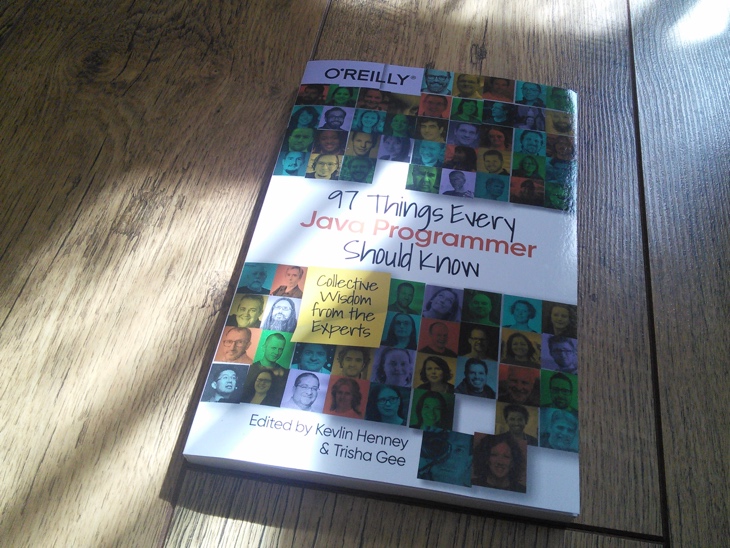 O'REILLY®
97 Things Every
Java Programmer
Should Know
Collective
Wisdom
from the
Experts
Edited by Kevlin Henney
& Trisha Gee